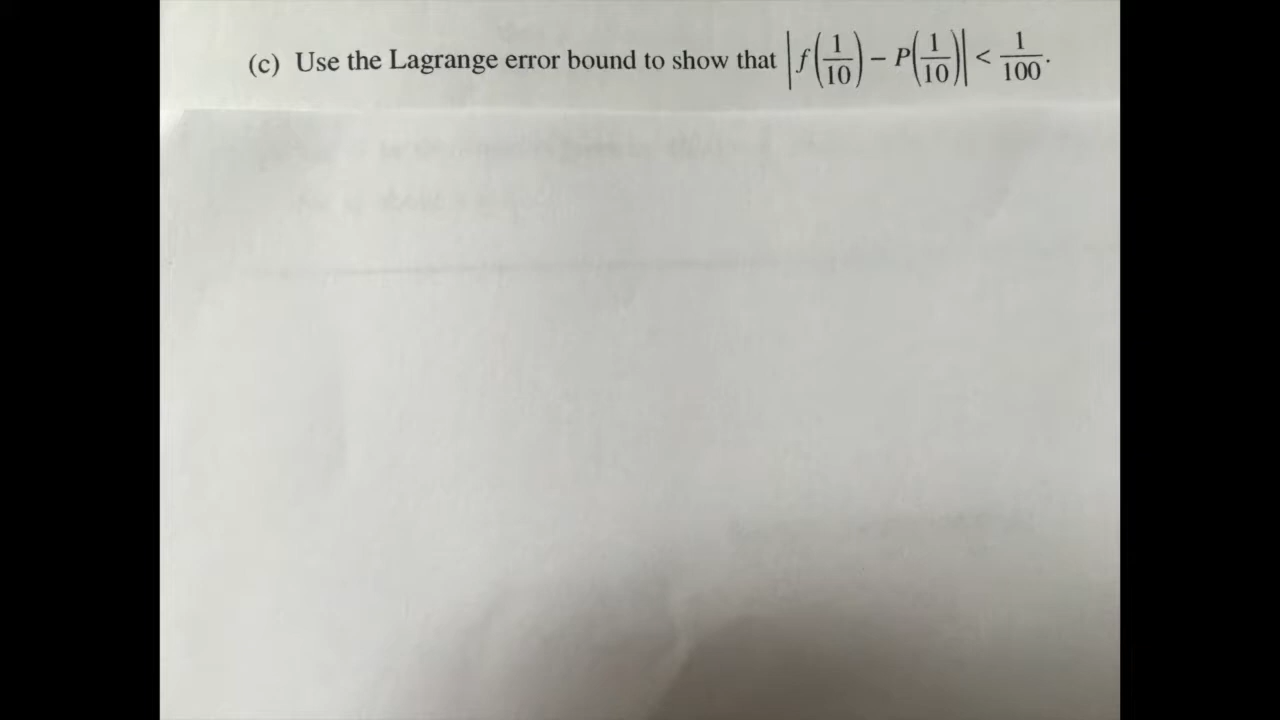 (c) Use the Lagrange error bound to show that |f(1/10) − P(1/10)| < 1/100.